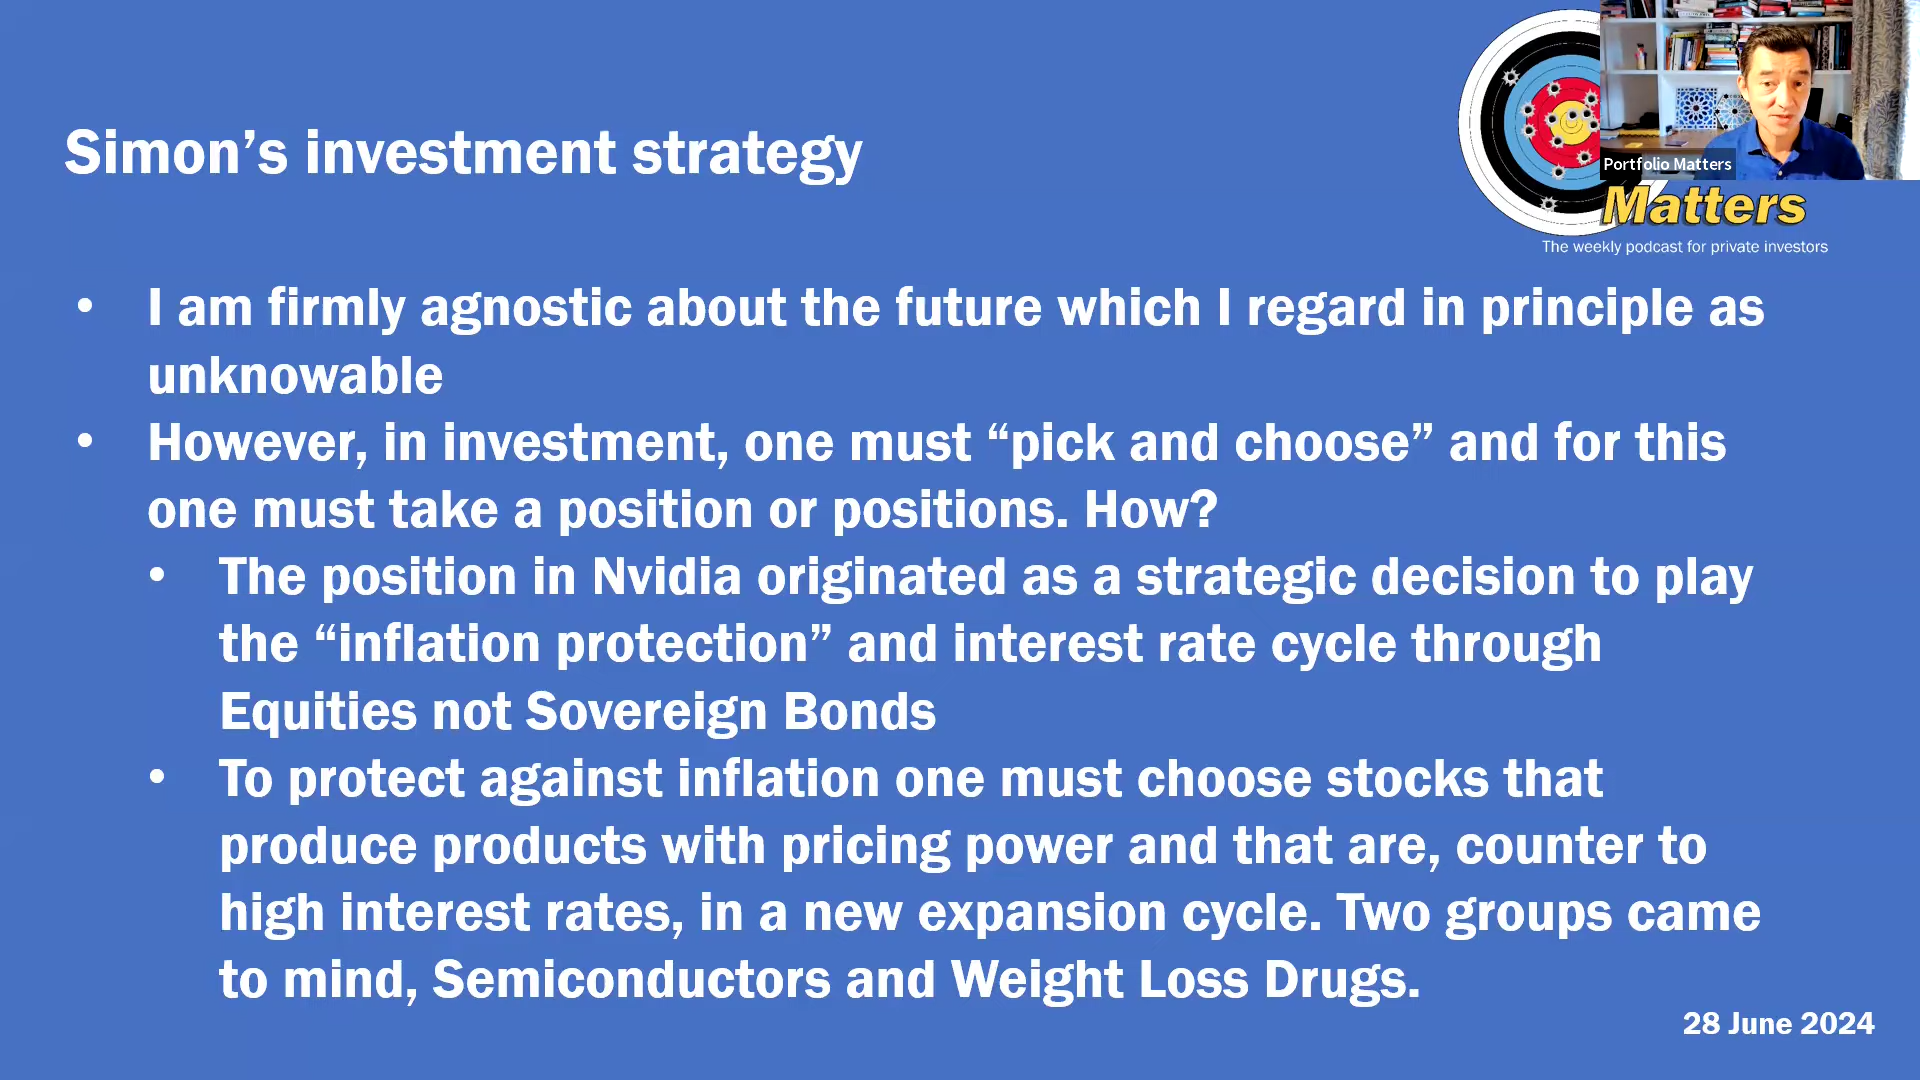 Simon’s investment strategy
Portfolio Matters
Matters
The weekly podcast for private investors
• I am firmly agnostic about the future which I regard in principle as
unknowable
• However, in investment, one must “pick and choose” and for this
one must take a position or positions. How?
• The position in Nvidia originated as a strategic decision to play
the “inflation protection” and interest rate cycle through
Equities not Sovereign Bonds
• To protect against inflation one must choose stocks that
produce products with pricing power and that are, counter to
high interest rates, in a new expansion cycle. Two groups came
to mind, Semiconductors and Weight Loss Drugs.
28 June 2024